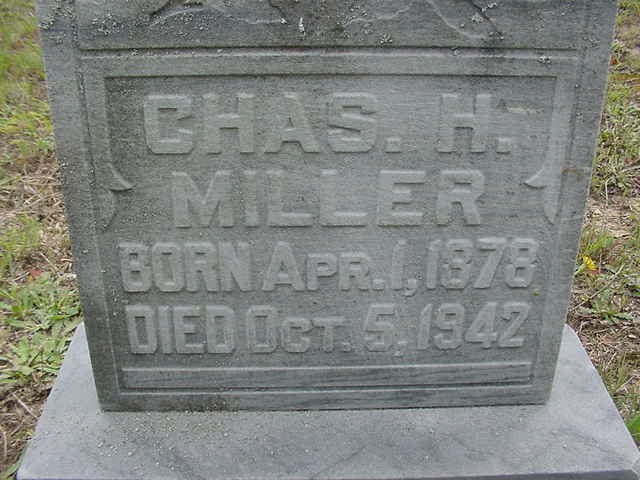 CHAS. H.
MILLER
BORN APR. 1, 1878
DIED OCT. 5, 1942